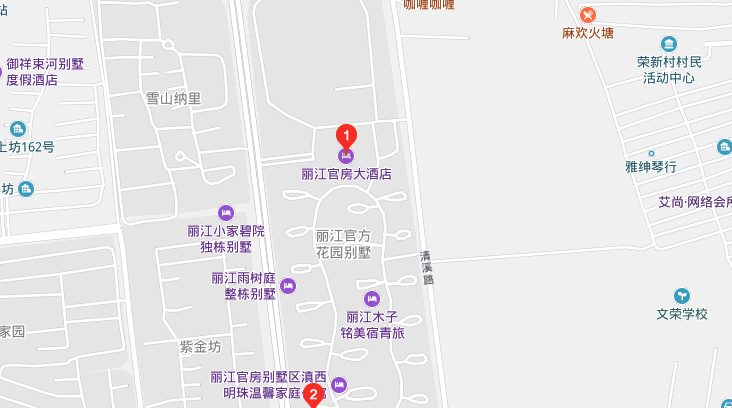 咖喱咖喱
站
麻欢火塘
御祥束河别墅
度假酒店
荣新村村民
活动中心
雪山纳里
1
上坊162号
丽江官房大酒店
雅绅琴行
坊
艾尚·网络会所
丽江小家碧院
独栋别墅
丽江官方
花园别墅
清溪路
丽江雨树庭
整栋别墅
丽江木子
铭美宿青旅
文荣学校
家园
紫金坊
丽江官房别墅区滇西
明珠温馨家庭
2